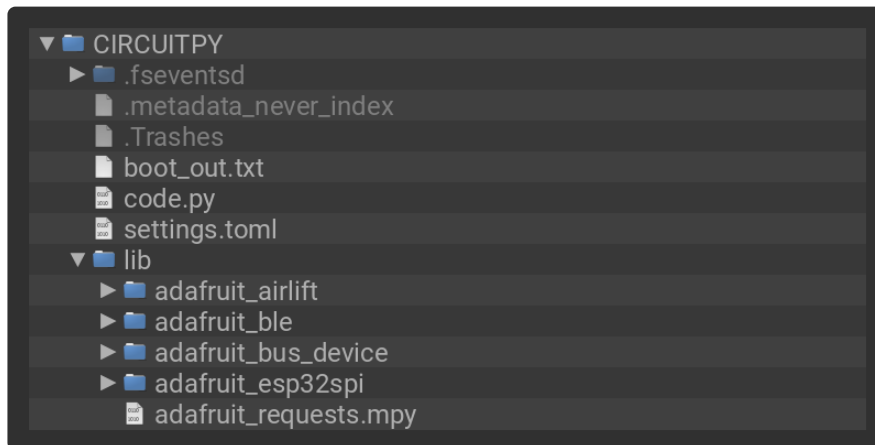 CIRCUITPY
.fseventsd
.metadata_never_index
.Trashes
boot_out.txt
code.py
settings.toml
lib
adafruit_airlift
adafruit_ble
adafruit_bus_device
adafruit_esp32spi
adafruit_requests.mpy